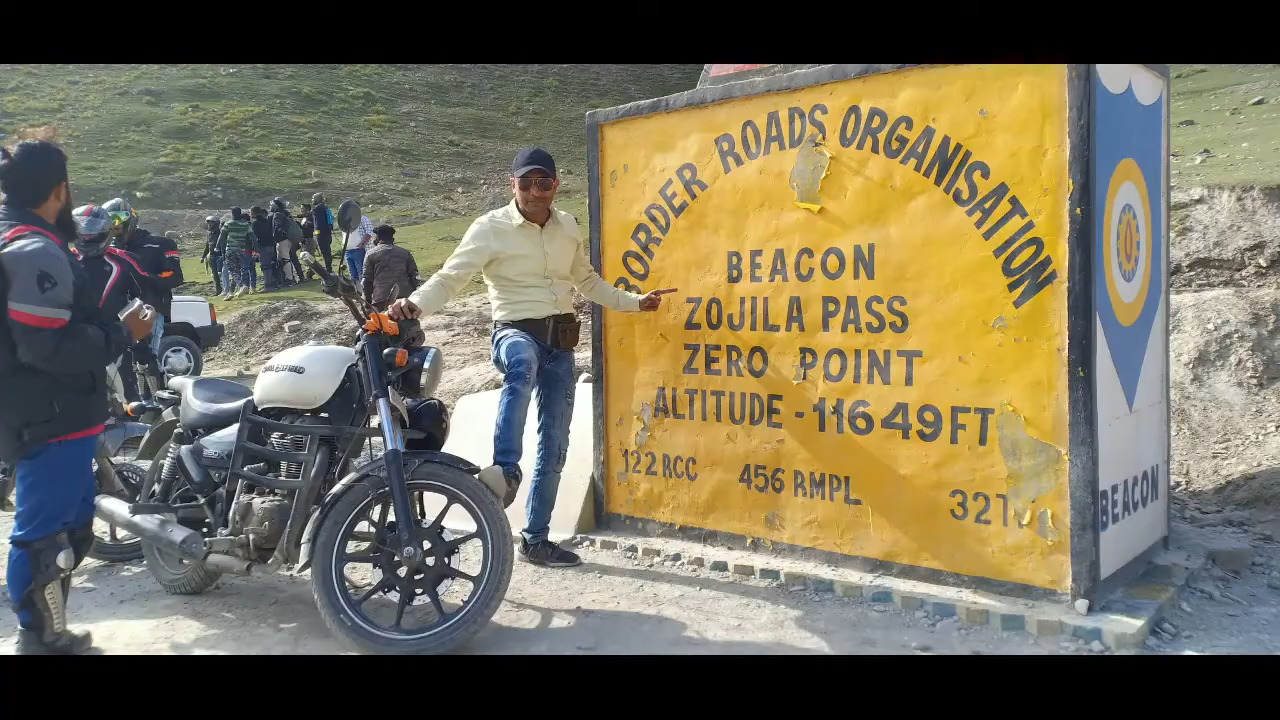 BORDER ROADS ORGANISATION
BEACON
ZOJILA PASS
ZERO POINT
ALTITUDE - 11649FT
122 RCC 456 RMPL
BEACON